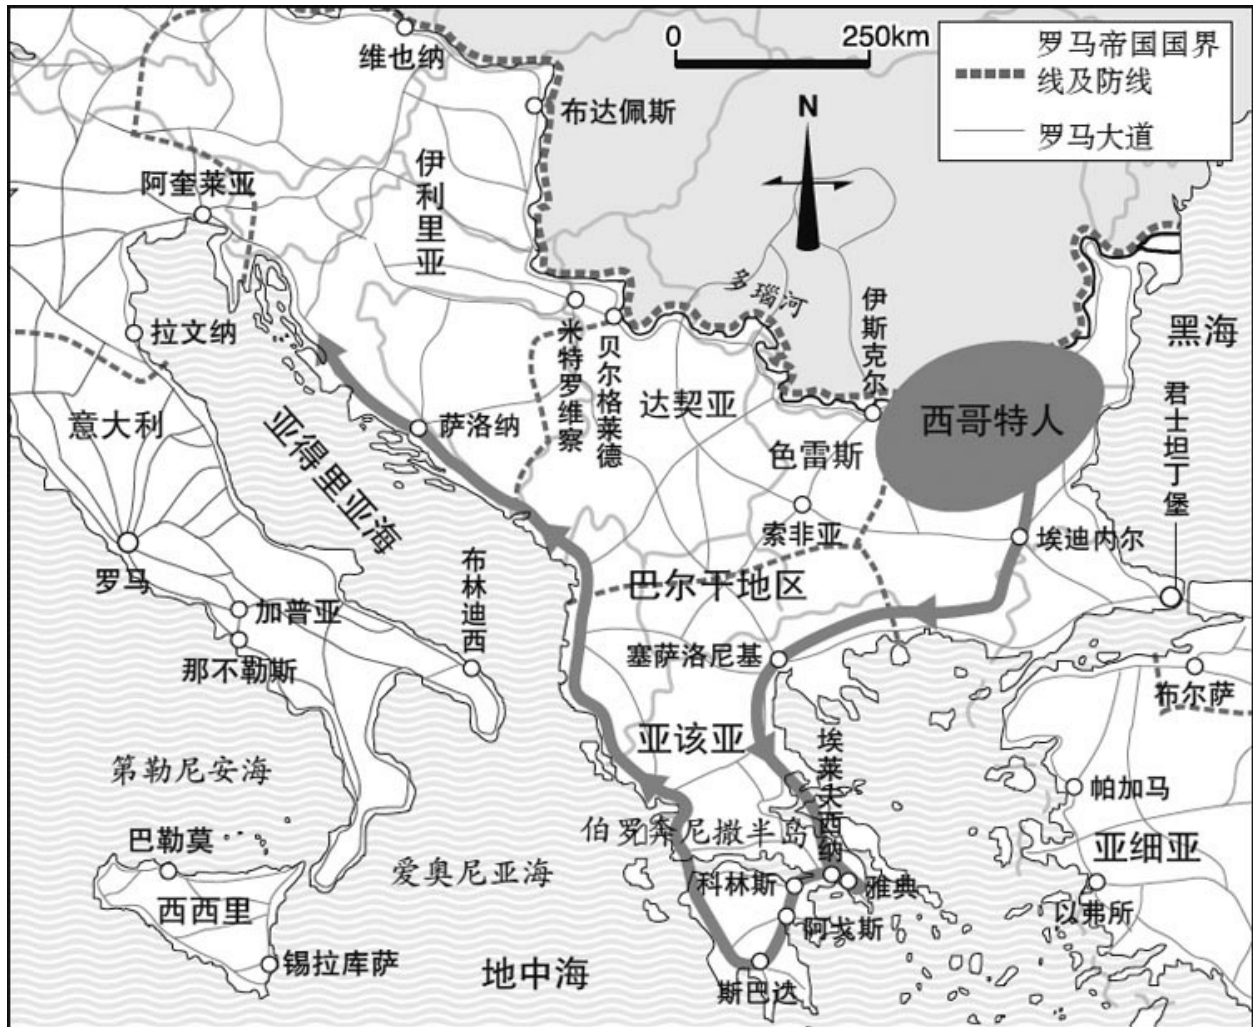 维也纳
0 250km
罗马帝国国界
线及防线
罗马大道
布达佩斯
N
伊利里亚
阿奎莱亚
多瑙河
伊斯克尔
黑海
拉文纳
米特罗维察
贝尔格莱德
达契亚
西哥特人
君士坦丁堡
意大利
亚得里亚海
萨洛纳
色雷斯
索非亚
埃迪内尔
罗马
布林迪西
巴尔干地区
加普亚
那不勒斯
塞萨洛尼基
布尔萨
亚该亚
埃莱夫西纳
第勒尼安海
帕加马
巴勒莫
伯罗奔尼撒半岛
亚细亚
爱奥尼亚海
科林斯
雅典
西西里
阿戈斯
以弗所
锡拉库萨
地中海
斯巴达